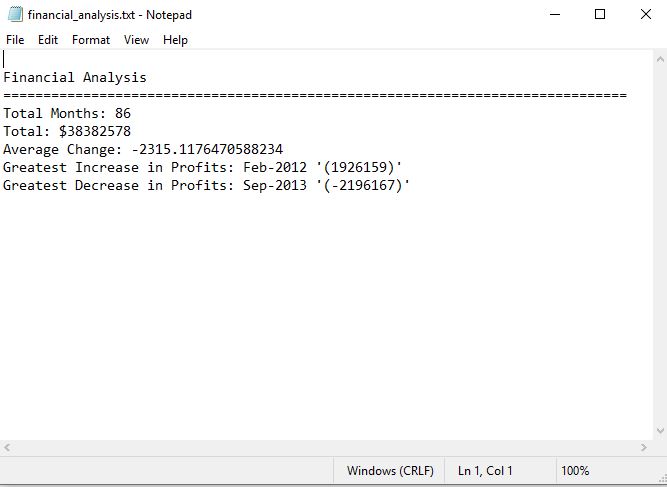 financial_analysis.txt - Notepad
File Edit Format View Help
Financial Analysis
==============================================================================
Total Months: 86
Total: $38382578
Average Change: -2315.1176470588234
Greatest Increase in Profits: Feb-2012 '(1926159)'
Greatest Decrease in Profits: Sep-2013 '(-2196167)'
Windows (CRLF) Ln 1, Col 1 100%